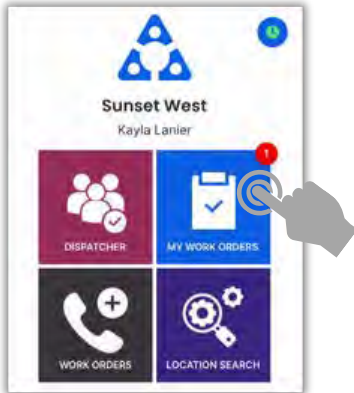 Sunset West
Kayla Lanier
1
DISPATCHER
MY WORK ORDERS
WORK ORDERS
LOCATION SEARCH